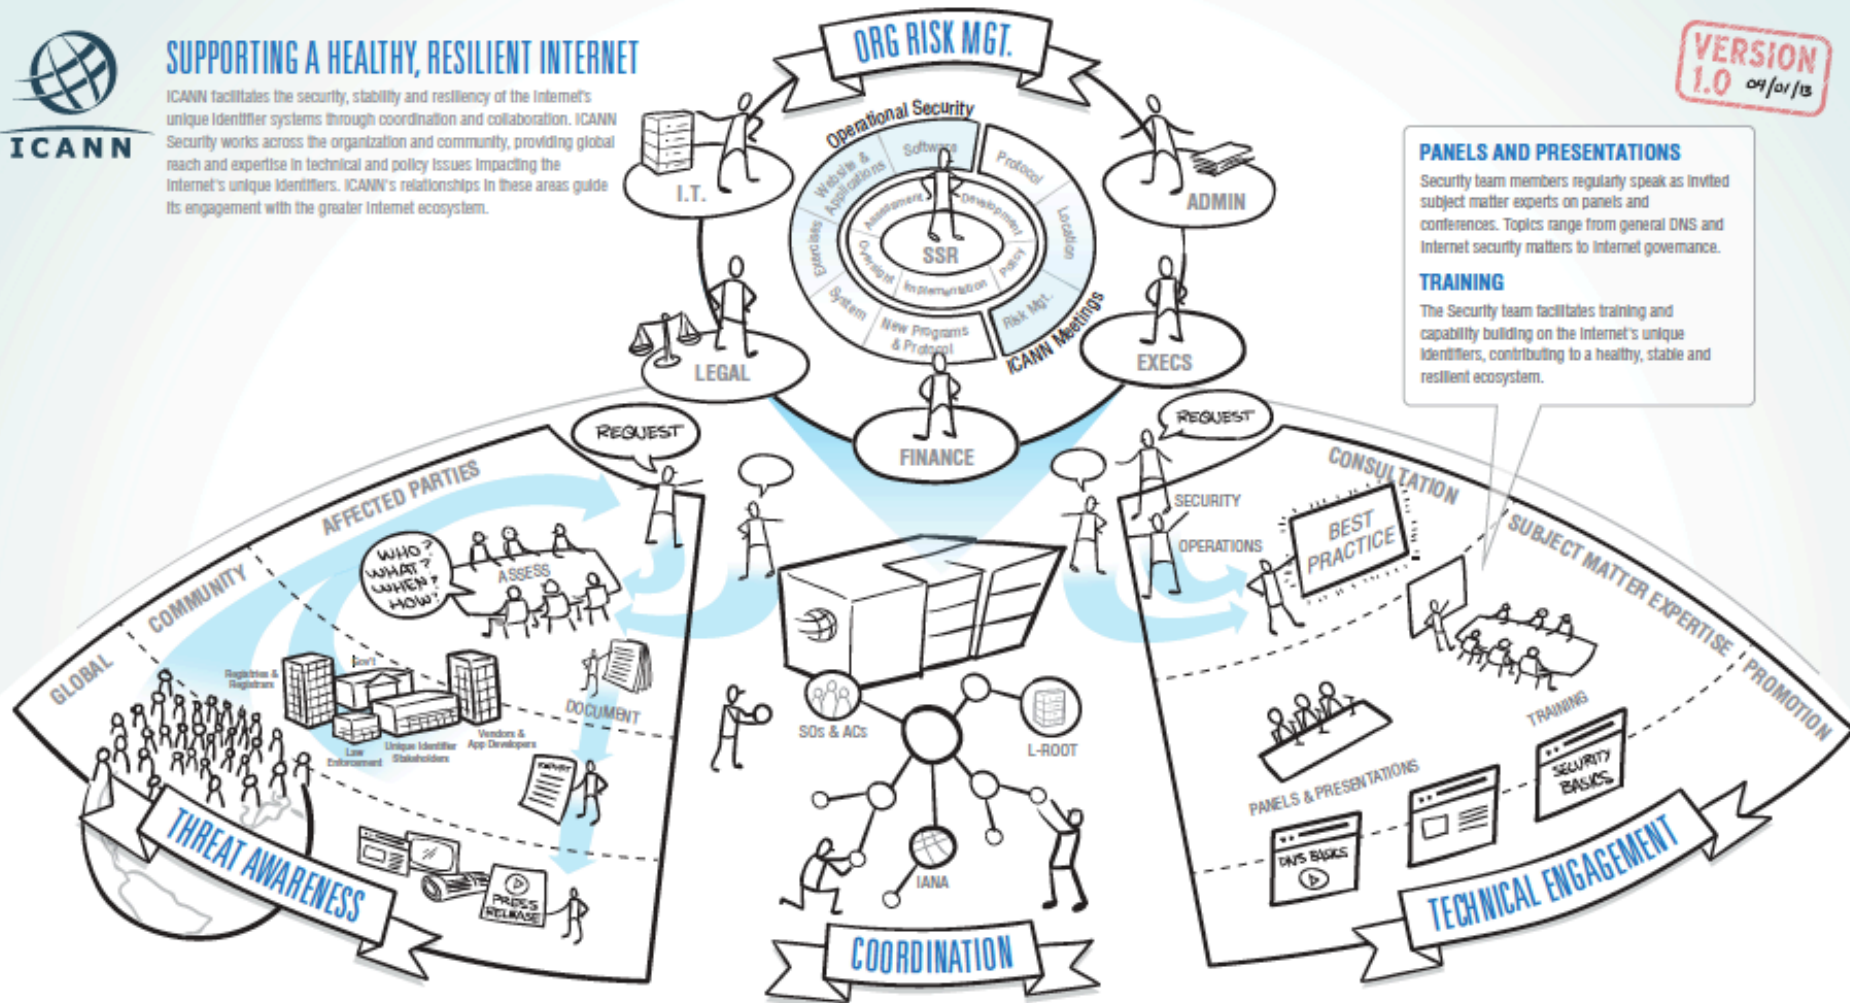 ICANN
SUPPORTING A HEALTHY, RESILIENT INTERNET
ICANN facilitates the security, stability and resiliency of the Internet's
unique identifier systems through coordination and collaboration. ICANN
Security works across the organization and community, providing global
reach and expertise in technical and policy issues impacting the
Internet's unique identifiers. ICANN's relationships in these areas guide
its engagement with the greater Internet ecosystem.
ORG RISK MGT.
VERSION
1.0 04/01/13
I.T.
ADMIN
LEGAL
EXECS
FINANCE
Operational Security
Website &
Applications
Software
Protocol
Location
Risk Mgt.
New Programs
& Protocol
System
Exercises
ICANN Meetings
Assessment
Development
Policy
Implementation
Oversight
SSR
PANELS AND PRESENTATIONS
Security team members regularly speak as invited
subject matter experts on panels and
conferences. Topics range from general DNS and
Internet security matters to Internet governance.
TRAINING
The Security team facilitates training and
capability building on the Internet's unique
identifiers, contributing to a healthy, stable and
resilient ecosystem.
REQUEST
REQUEST
GLOBAL
COMMUNITY
AFFECTED PARTIES
WHO?
WHAT?
WHEN?
HOW?
ASSESS
Registries &
Registrars
Gov't
Law
Enforcement
Unique Identifier
Stakeholders
Vendors &
App Developers
DOCUMENT
PRESS
RELEASE
THREAT AWARENESS
SOs & ACs
L-ROOT
IANA
COORDINATION
SECURITY
OPERATIONS
CONSULTATION
SUBJECT MATTER EXPERTISE
PROMOTION
BEST
PRACTICE
TRAINING
PANELS & PRESENTATIONS
DNS BASICS
SECURITY
BASICS
TECHNICAL ENGAGEMENT